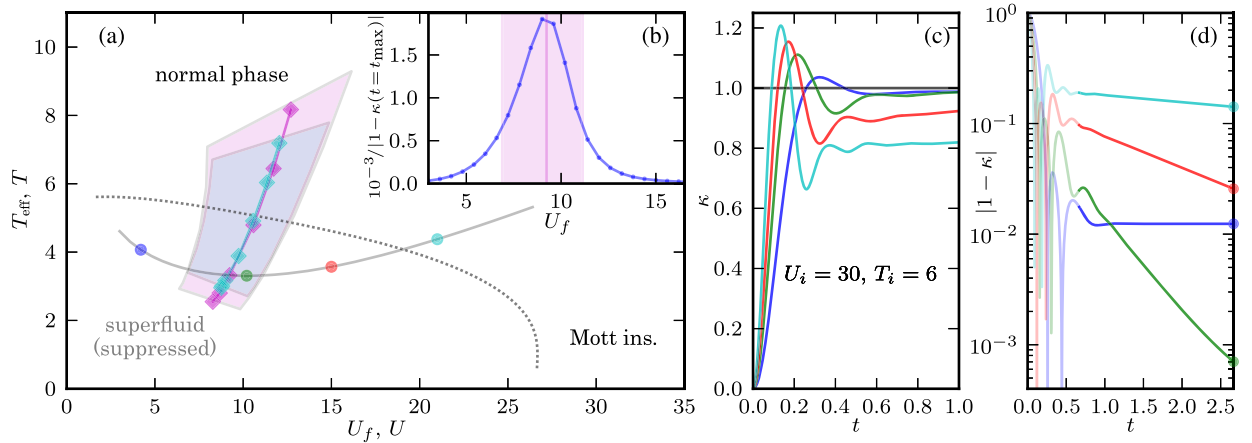 (a)
normal phase
superfluid
(suppressed)
Mott ins.
T_eff, T
0
2
4
6
8
10
0 5 10 15 20 25 30 35
U_f, U
(b)
10^{-3}/|1 − κ(t = t_max)|
0.0
0.5
1.0
1.5
5 10 15
U_f
(c)
κ
0.0
0.2
0.4
0.6
0.8
1.0
1.2
U_i = 30, T_i = 6
0.0 0.2 0.4 0.6 0.8 1.0
t
(d)
|1 − κ|
10^0
10^{-1}
10^{-2}
10^{-3}
0.0 0.5 1.0 1.5 2.0 2.5
t